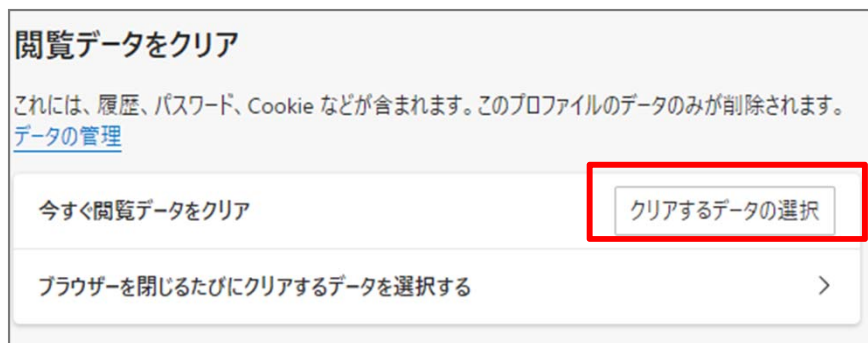 閲覧データをクリア
これには、履歴、パスワード、Cookie などが含まれます。このプロファイルのデータのみが削除されます。
データの管理
今すぐ閲覧データをクリア
クリアするデータの選択
ブラウザーを閉じるたびにクリアするデータを選択する